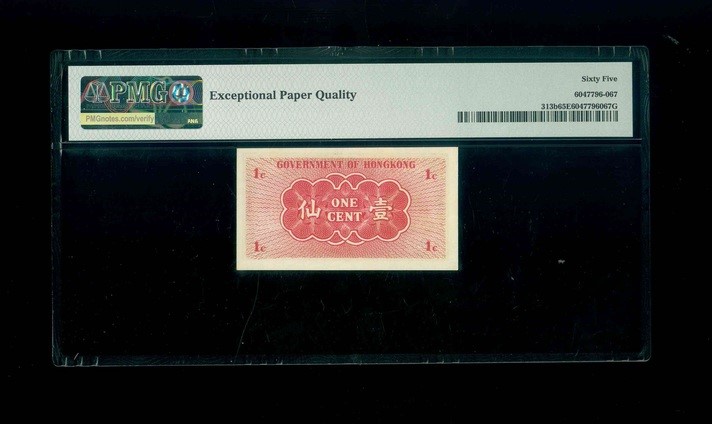 PMG
PMGnotes.com/verify
ANA
Exceptional Paper Quality
Sixty Five
6047796-067
313b65E6047796067G
GOVERNMENT OF HONGKONG
1c
1c
仙
ONE
CENT
壹
1c
1c